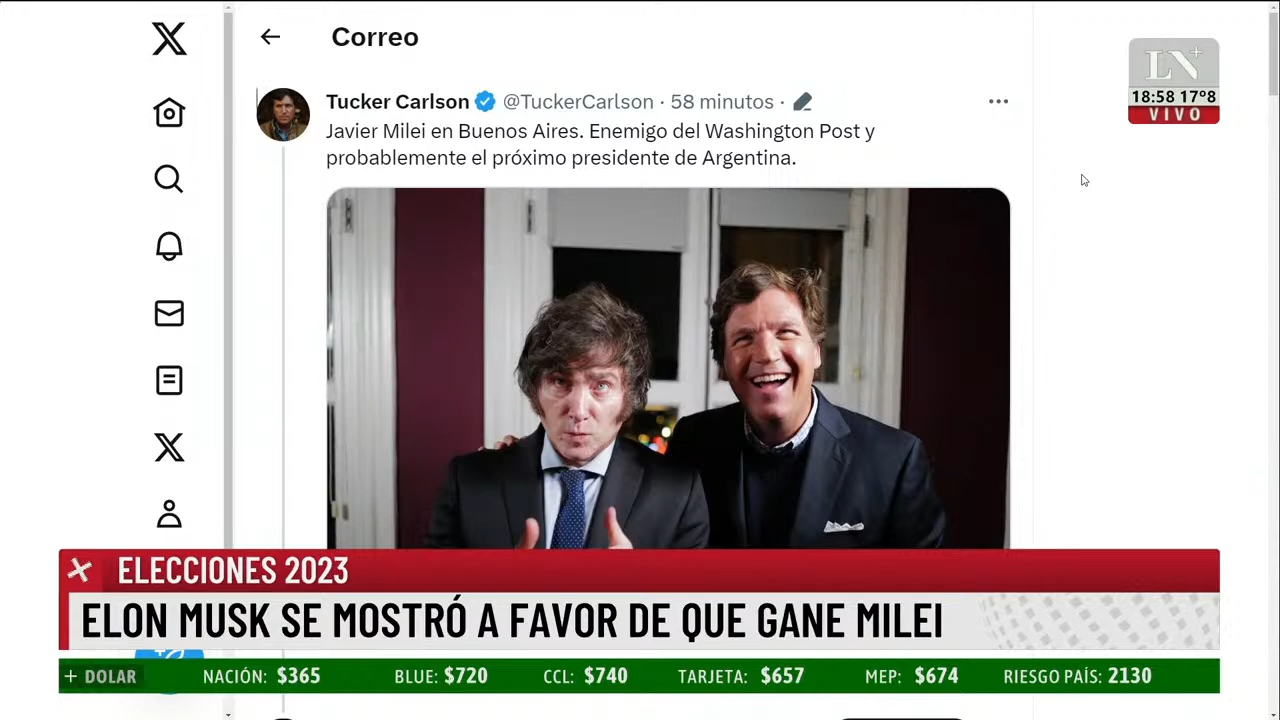 Correo
Tucker Carlson @TuckerCarlson · 58 minutos ·
Javier Milei en Buenos Aires. Enemigo del Washington Post y
probablemente el próximo presidente de Argentina.
LN+
18:58 17º8
VIVO
ELECCIONES 2023
ELON MUSK SE MOSTRÓ A FAVOR DE QUE GANE MILEI
+ DOLAR NACIÓN: $365 BLUE: $720 CCL: $740 TARJETA: $657 MEP: $674 RIESGO PAÍS: 2130